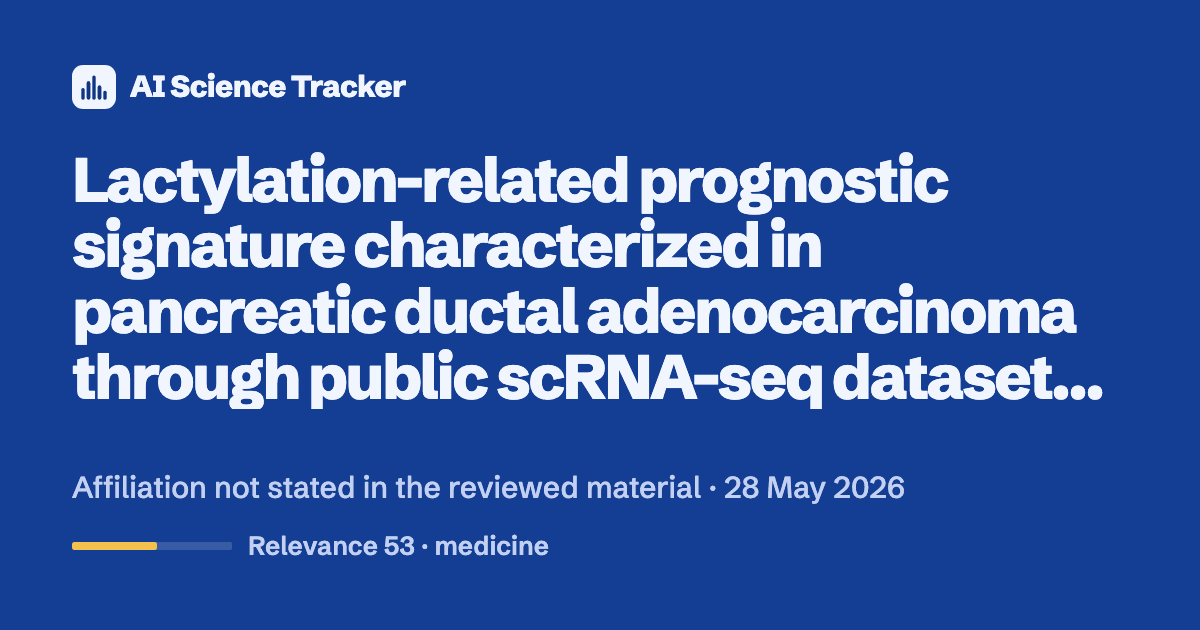 AI Science Tracker
Lactylation-related prognostic
signature characterized in
pancreatic ductal adenocarcinoma
through public scRNA-seq dataset...
Affiliation not stated in the reviewed material · 28 May 2026
Relevance 53 · medicine